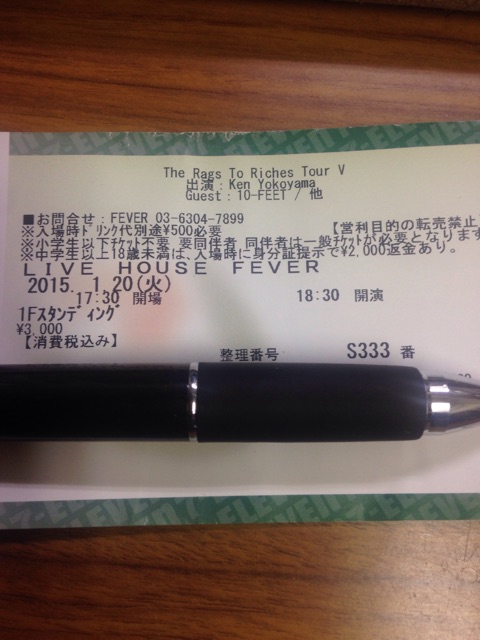 The Rags To Riches Tour V
出演：Ken Yokoyama
Guest：10-FEET / 他
■お問合せ：FEVER 03-6304-7899
※入場時ﾄﾞﾘﾝｸ代別途¥500必要 【営利目的の転売禁止】
※小学生以下ﾁｹｯﾄ不要 要同伴者 同伴者は一般ﾁｹｯﾄが必要となります
※中学生以上18歳未満は、入場時に身分証提示で¥2,000返金あり。
ＬＩＶＥ　ＨＯＵＳＥ　ＦＥＶＥＲ
2015. 1.20(火)
17:30 開場 18:30 開演
1Fｽﾀﾝﾃﾞｨﾝｸﾞ
¥3,000
【消費税込み】
整理番号 S333 番